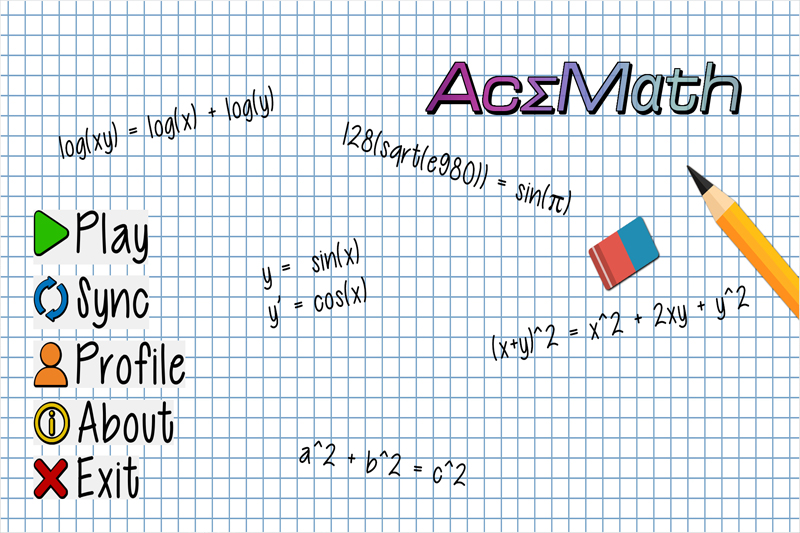 AcΣMath
log(xy) = log(x) + log(y)
128(sqrt(e980)) = sin(π)
Play
y = sin(x)
y' = cos(x)
Sync
(x+y)^2 = x^2 + 2xy + y^2
Profile
About
a^2 + b^2 = c^2
Exit